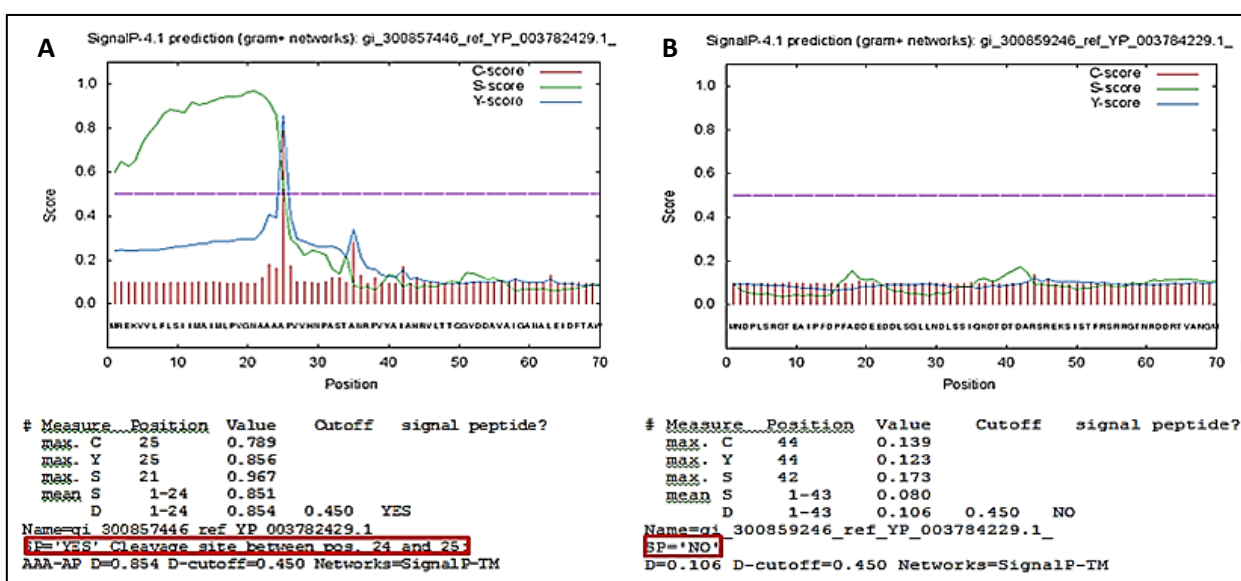 A
SignalP-4.1 prediction (gram+ networks): gi_300857446_ref_YP_003782429.1_
C-score
S-score
Y-score
1.0
0.8
0.6
0.4
0.2
0.0
Score
0 10 20 30 40 50 60 70
Position
# Measure Position Value Cutoff signal peptide?
max. C 25 0.789
max. Y 25 0.856
max. S 21 0.967
mean S 1-24 0.851
D 1-24 0.854 0.450 YES
Name=gi_300857446_ref_YP_003782429.1
SP='YES' Cleavage site between pos. 24 and 25:
AAA-AP D=0.854 D-cutoff=0.450 Networks=SignalP-TM
B
SignalP-4.1 prediction (gram+ networks): gi_300859246_ref_YP_003784229.1_
C-score
S-score
Y-score
1.0
0.8
0.6
0.4
0.2
0.0
Score
0 10 20 30 40 50 60 70
Position
# Measure Position Value Cutoff signal peptide?
max. C 44 0.139
max. Y 44 0.123
max. S 42 0.173
mean S 1-43 0.080
D 1-43 0.106 0.450 NO
Name=gi_300859246_ref_YP_003784229.1_
SP='NO'
D=0.106 D-cutoff=0.450 Networks=SignalP-TM